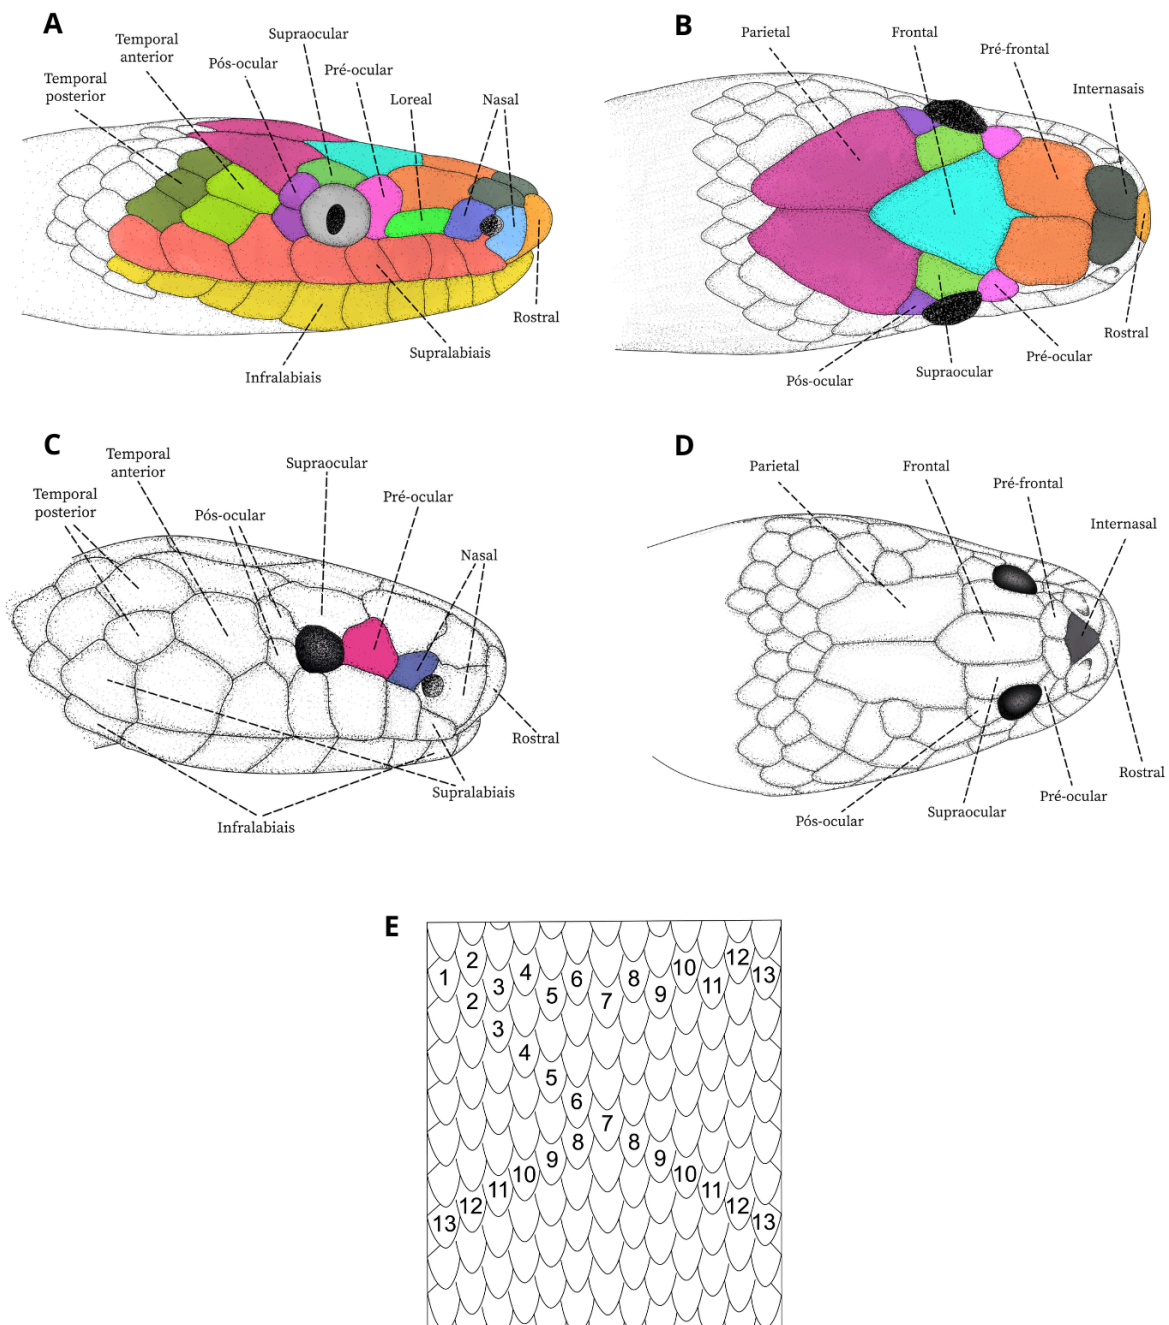 A
Temporal
anterior
Supraocular
Temporal
posterior
Pós-ocular
Pré-ocular
Loreal
Nasal
Rostral
Supralabiais
Infralabiais
B
Parietal
Frontal
Pré-frontal
Internasais
Rostral
Pré-ocular
Supraocular
Pós-ocular
C
Temporal
anterior
Supraocular
Temporal
posterior
Pós-ocular
Pré-ocular
Nasal
Rostral
Supralabiais
Infralabiais
D
Parietal
Frontal
Pré-frontal
Internasal
Rostral
Pré-ocular
Supraocular
Pós-ocular
E
1 2 3 4 5 6 7 8 9 10 11 12 13
2
3
4
5
6
7
8 8
9 9
10 10
11 11
12 12
13 13